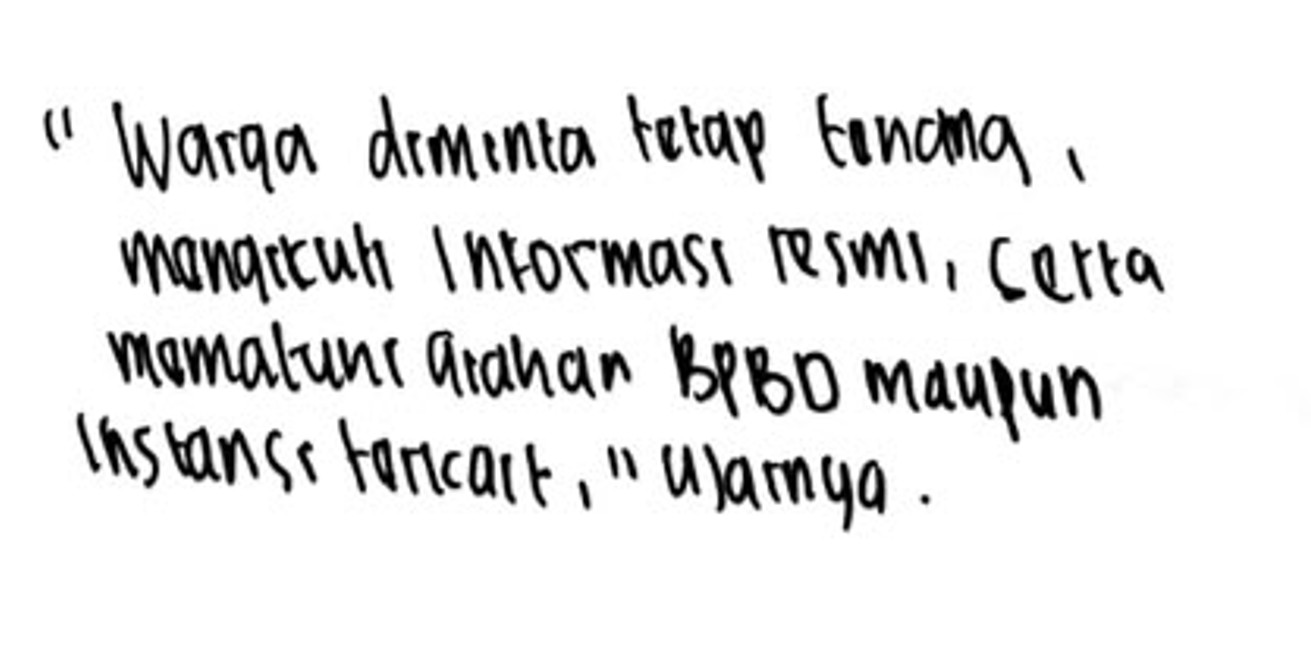 "Warga diminta tetap tenang,
mengikuti informasi resmi, serta
mematuhi arahan BPBD maupun
instansi terkait," ujarnya.